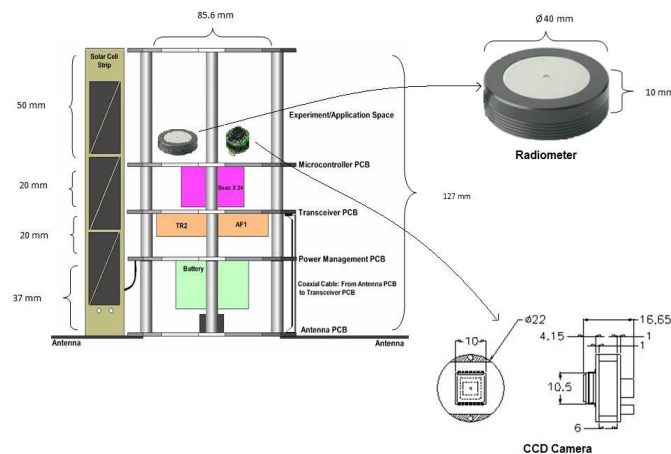 85.6 mm
Ø40 mm
Solar Cell
Strip
50 mm
10 mm
Experiment/Application Space
Radiometer
Microcontroller PCB
20 mm
Basic X 24
127 mm
Transceiver PCB
20 mm
TR2
AF1
Power Management PCB
Battery
Coaxial Cable: From Antenna PCB
to Transceiver PCB
37 mm
Antenna PCB
Antenna
Antenna
Ø22
16.65
10
4.15
1
1
10.5
6
CCD Camera